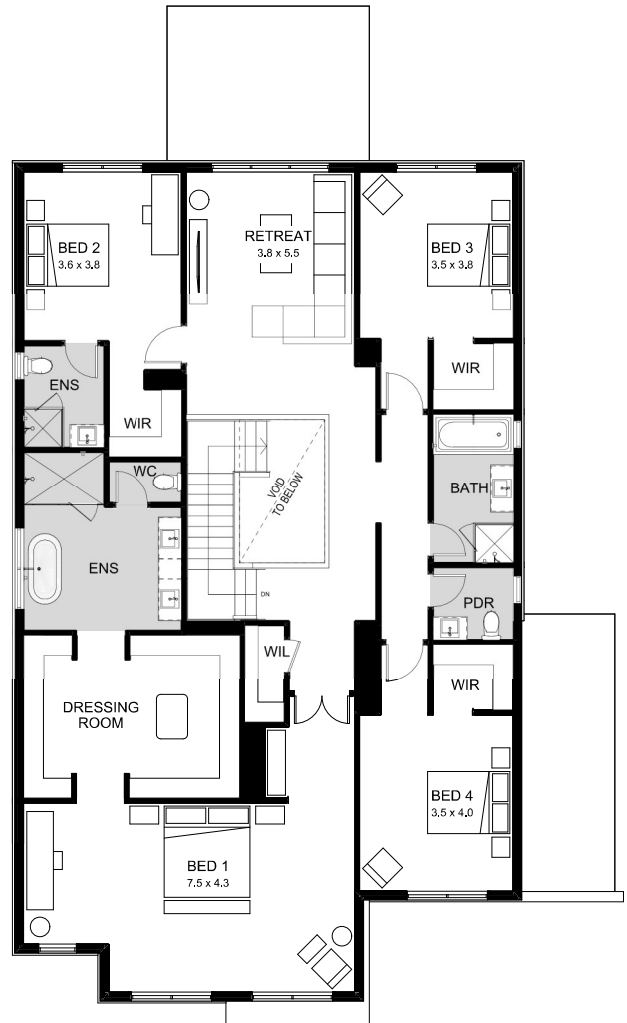 BED 2
3.6 x 3.8
RETREAT
3.8 x 5.5
BED 3
3.5 x 3.8
ENS
WIR
WIR
WC
VOID
TO BELOW
BATH
ENS
DN
PDR
WIL
WIR
DRESSING
ROOM
BED 4
3.5 x 4.0
BED 1
7.5 x 4.3